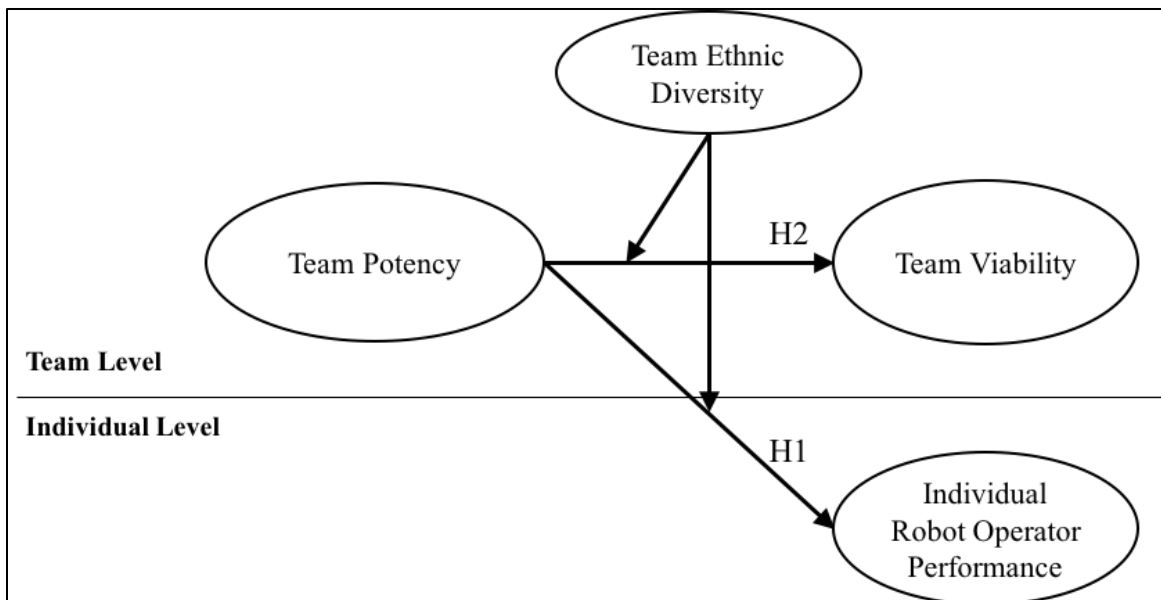 Team Ethnic
Diversity
H2
Team Potency
Team Viability
Team Level
Individual Level
H1
Individual
Robot Operator
Performance